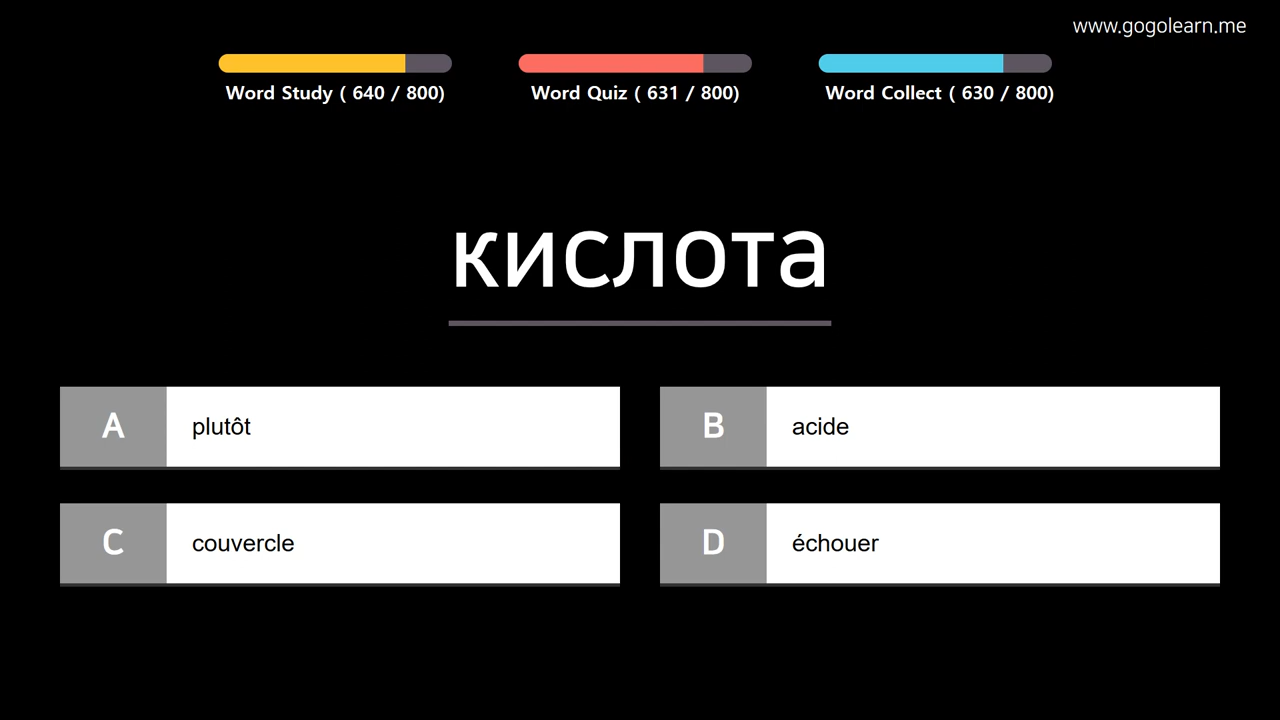 www.gogolearn.me
Word Study ( 640 / 800)
Word Quiz ( 631 / 800)
Word Collect ( 630 / 800)
кислота
A plutôt
B acide
C couvercle
D échouer